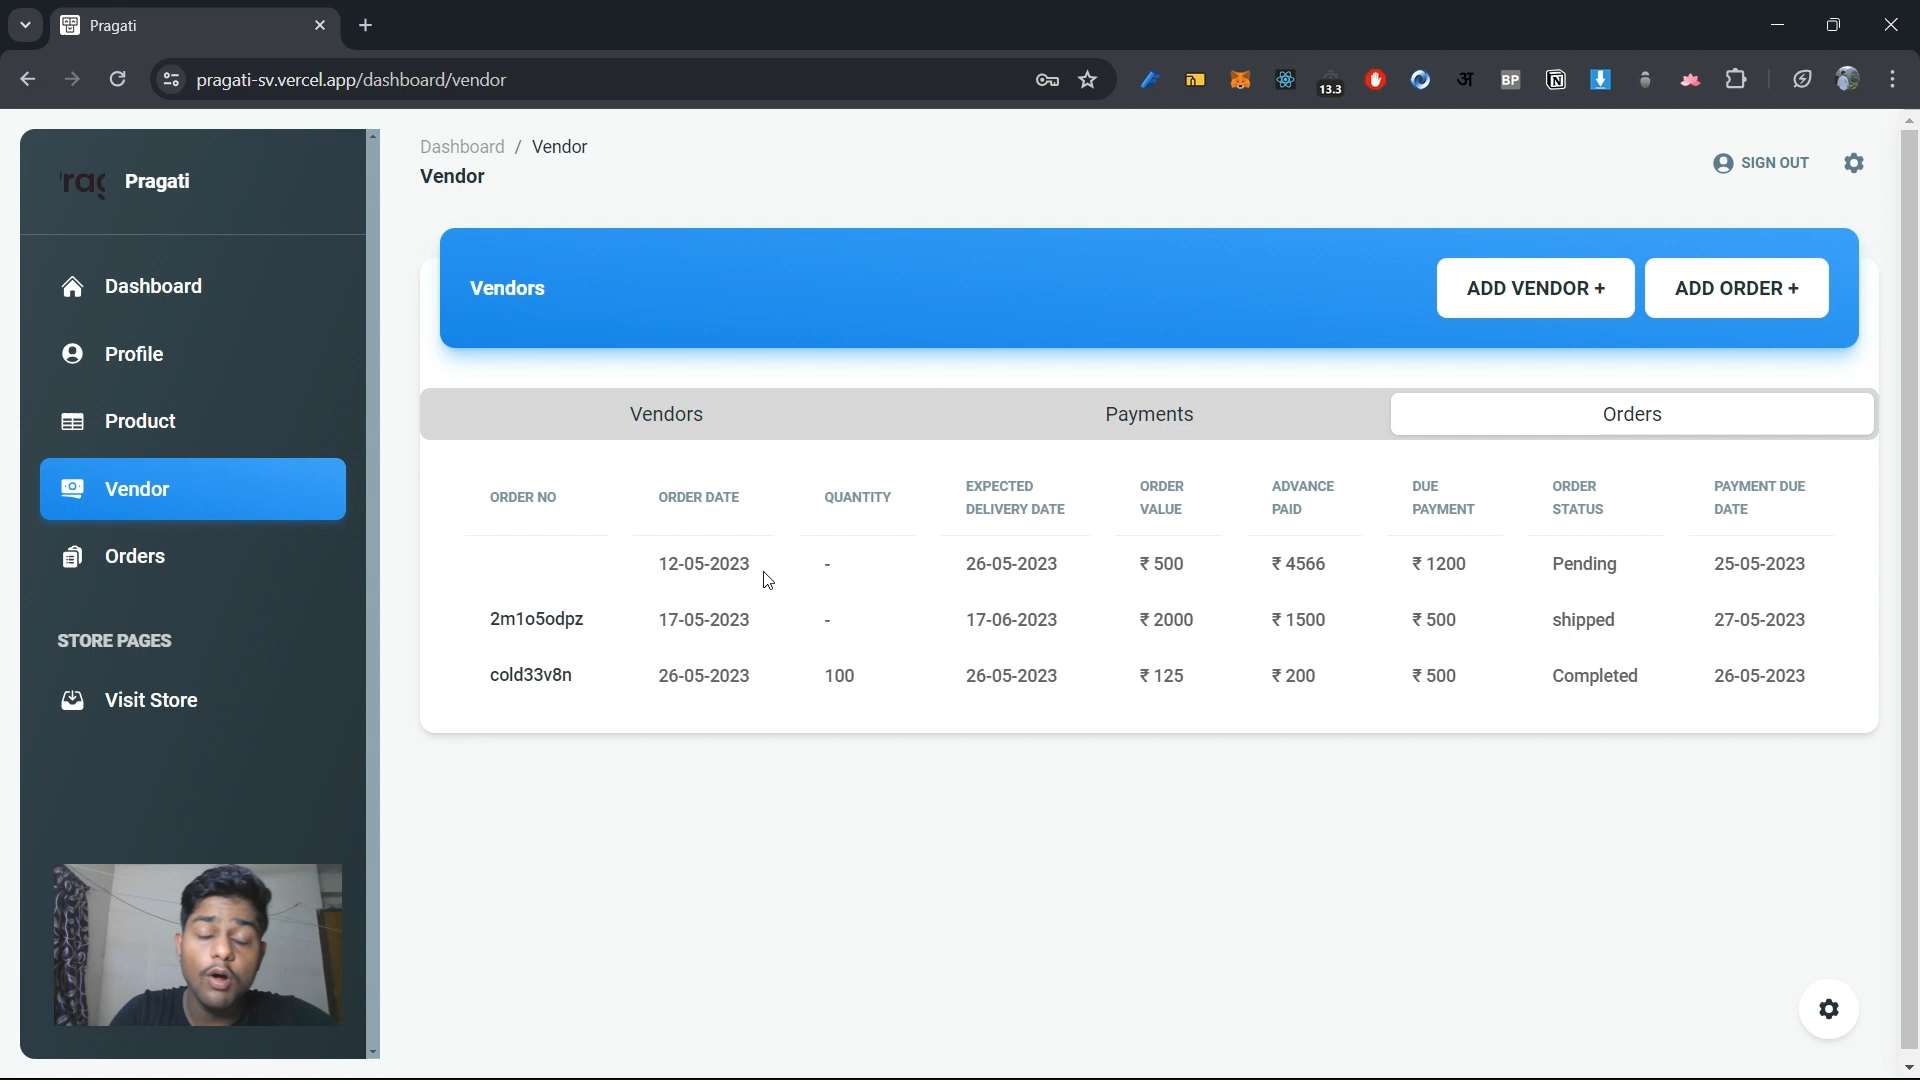 Pragati
pragati-sv.vercel.app/dashboard/vendor
13.3
अ
BP
Pragati
Dashboard
Profile
Product
Vendor
Orders
STORE PAGES
Visit Store
Dashboard / Vendor
Vendor
SIGN OUT
Vendors
ADD VENDOR +
ADD ORDER +
Vendors Payments Orders
ORDER NO ORDER DATE QUANTITY EXPECTED DELIVERY DATE ORDER VALUE ADVANCE PAID DUE PAYMENT ORDER STATUS PAYMENT DUE DATE
12-05-2023 - 26-05-2023 ₹ 500 ₹ 4566 ₹ 1200 Pending 25-05-2023
2m1o5odpz 17-05-2023 - 17-06-2023 ₹ 2000 ₹ 1500 ₹ 500 shipped 27-05-2023
cold33v8n 26-05-2023 100 26-05-2023 ₹ 125 ₹ 200 ₹ 500 Completed 26-05-2023